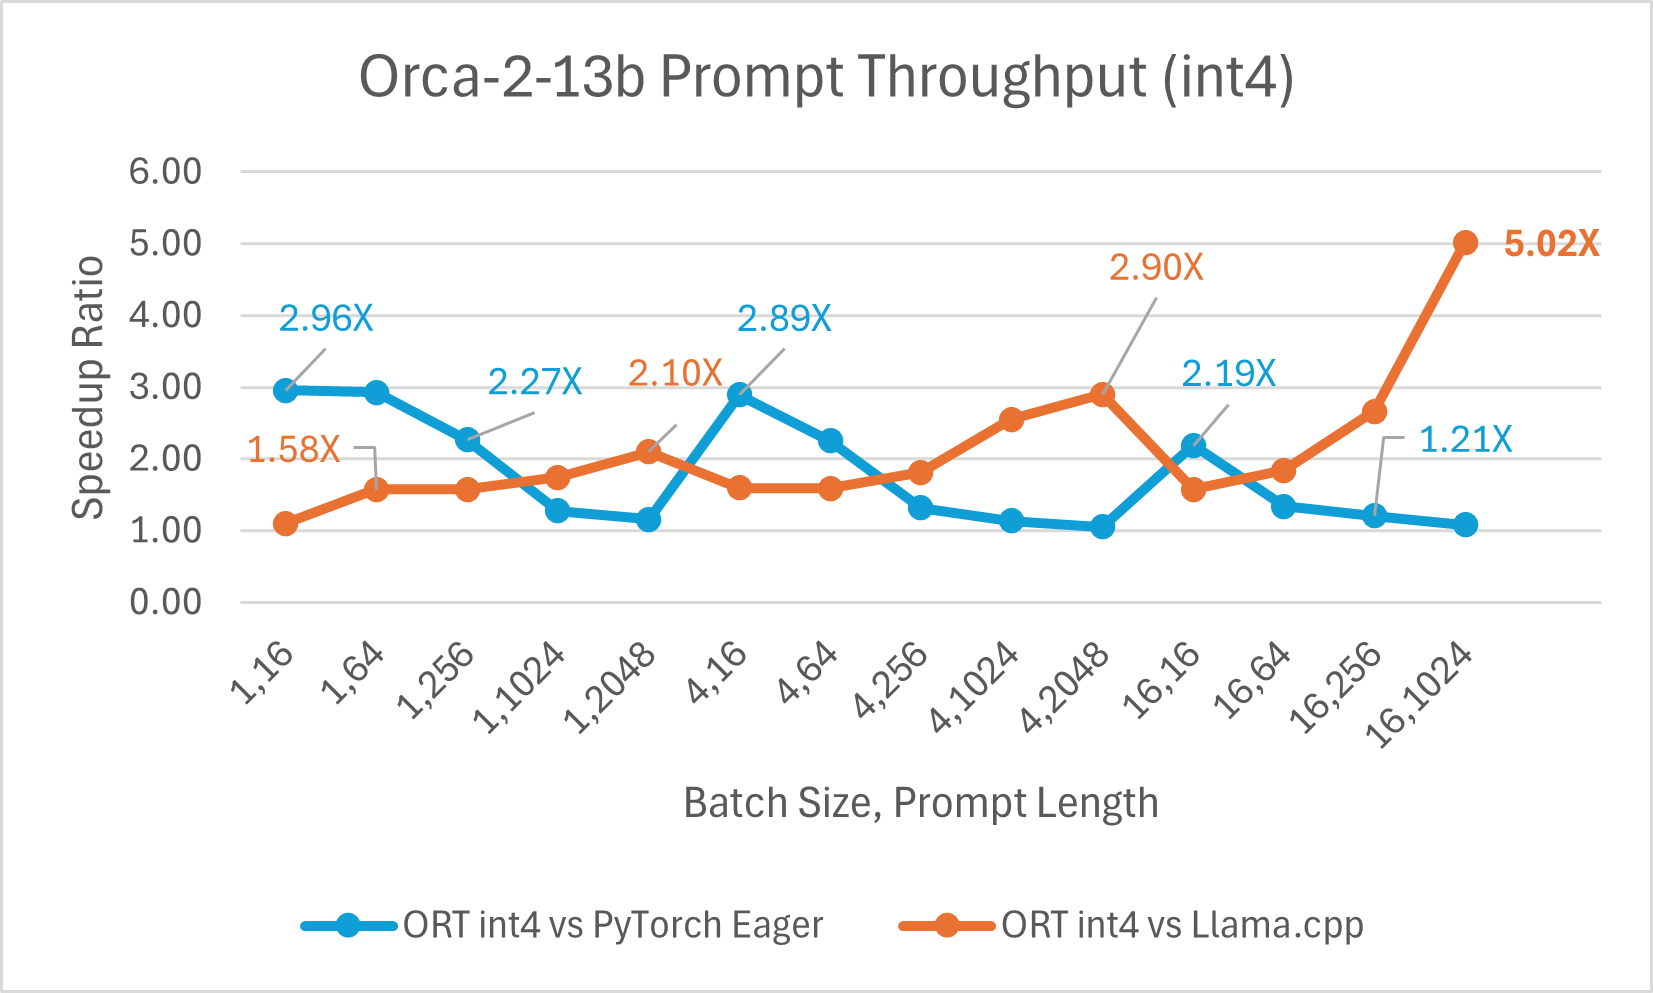 Orca-2-13b Prompt Throughput (int4)
6.00
5.00
4.00
3.00
2.00
1.00
0.00
Speedup Ratio
2.96X
2.27X
2.89X
2.19X
1.21X
1.58X
2.10X
2.90X
5.02X
1,16
1,64
1,256
1,1024
1,2048
4,16
4,64
4,256
4,1024
4,2048
16,16
16,64
16,256
16,1024
Batch Size, Prompt Length
ORT int4 vs PyTorch Eager
ORT int4 vs Llama.cpp